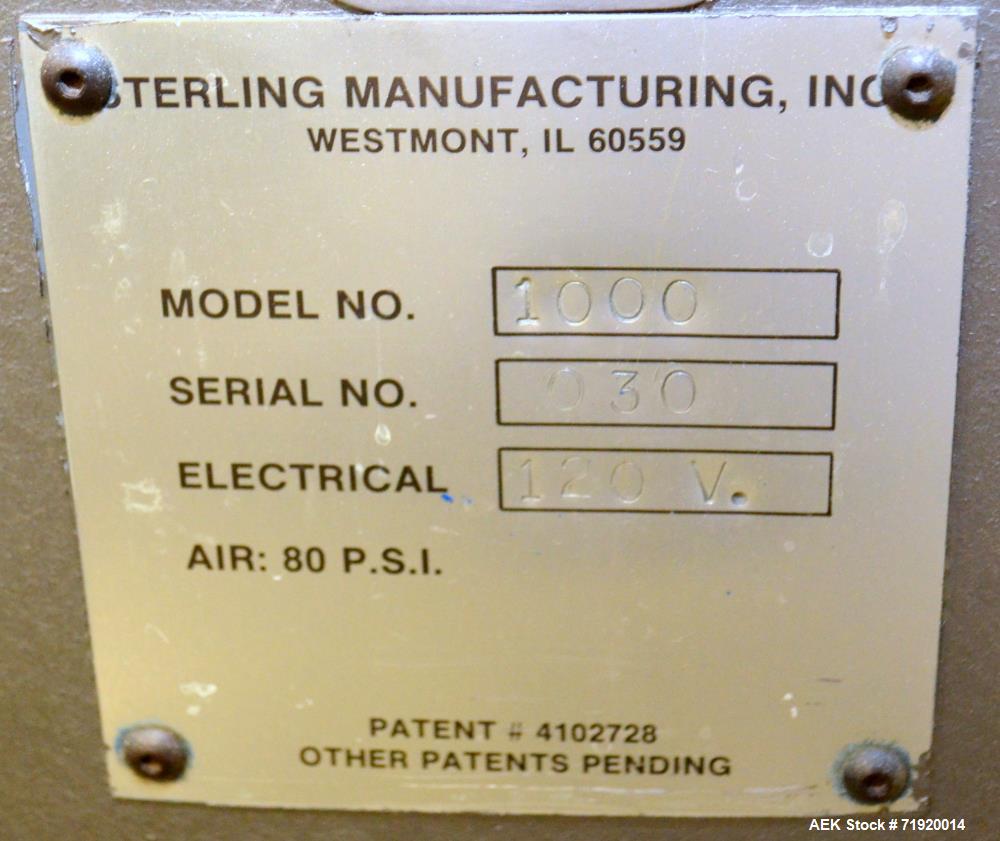 STERLING MANUFACTURING, INC
WESTMONT, IL 60559
MODEL NO. 1000
SERIAL NO. 030
ELECTRICAL 120 V.
AIR: 80 P.S.I.
PATENT # 4102728
OTHER PATENTS PENDING
AEK Stock # 71920014